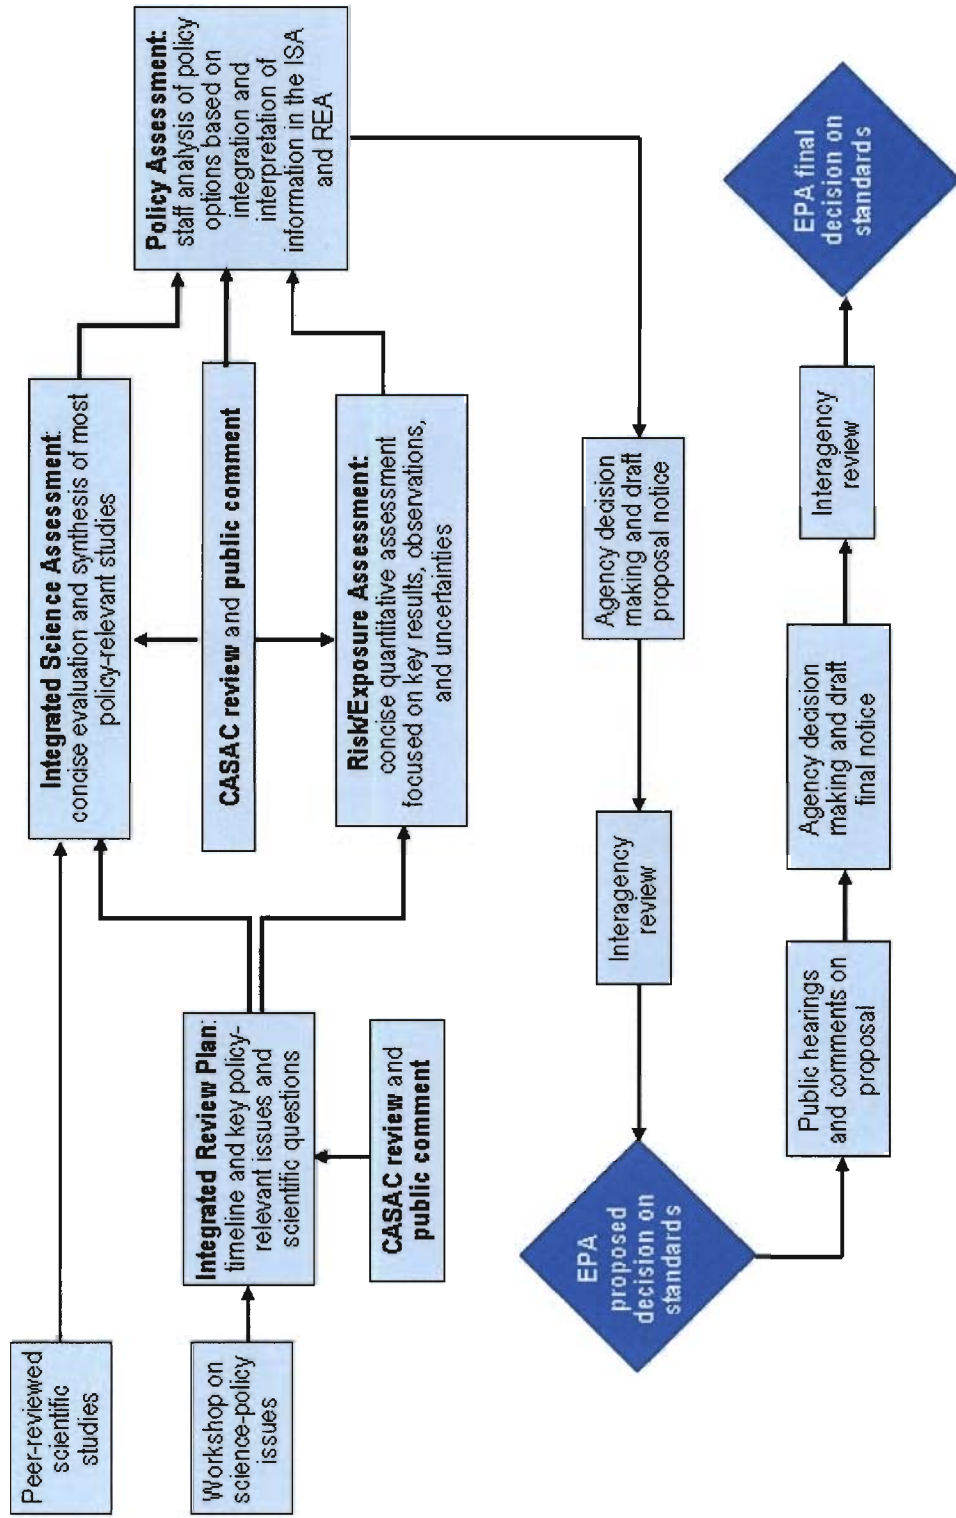 Peer-reviewed
scientific
studies
Workshop on
science-policy
issues
Integrated Review Plan:
timeline and key policy-
relevant issues and
scientific questions
CASAC review and
public comment
Integrated Science Assessment:
concise evaluation and synthesis of most
policy-relevant studies
CASAC review and public comment
Risk/Exposure Assessment:
concise quantitative assessment
focused on key results, observations,
and uncertainties
Policy Assessment:
staff analysis of policy
options based on
integration and
interpretation of
information in the ISA
and REA
Agency decision
making and draft
proposal notice
Interagency
review
EPA
proposed
decision on
standards
Public hearings
and comments on
proposal
Agency decision
making and draft
final notice
Interagency
review
EPA final
decision on
standards